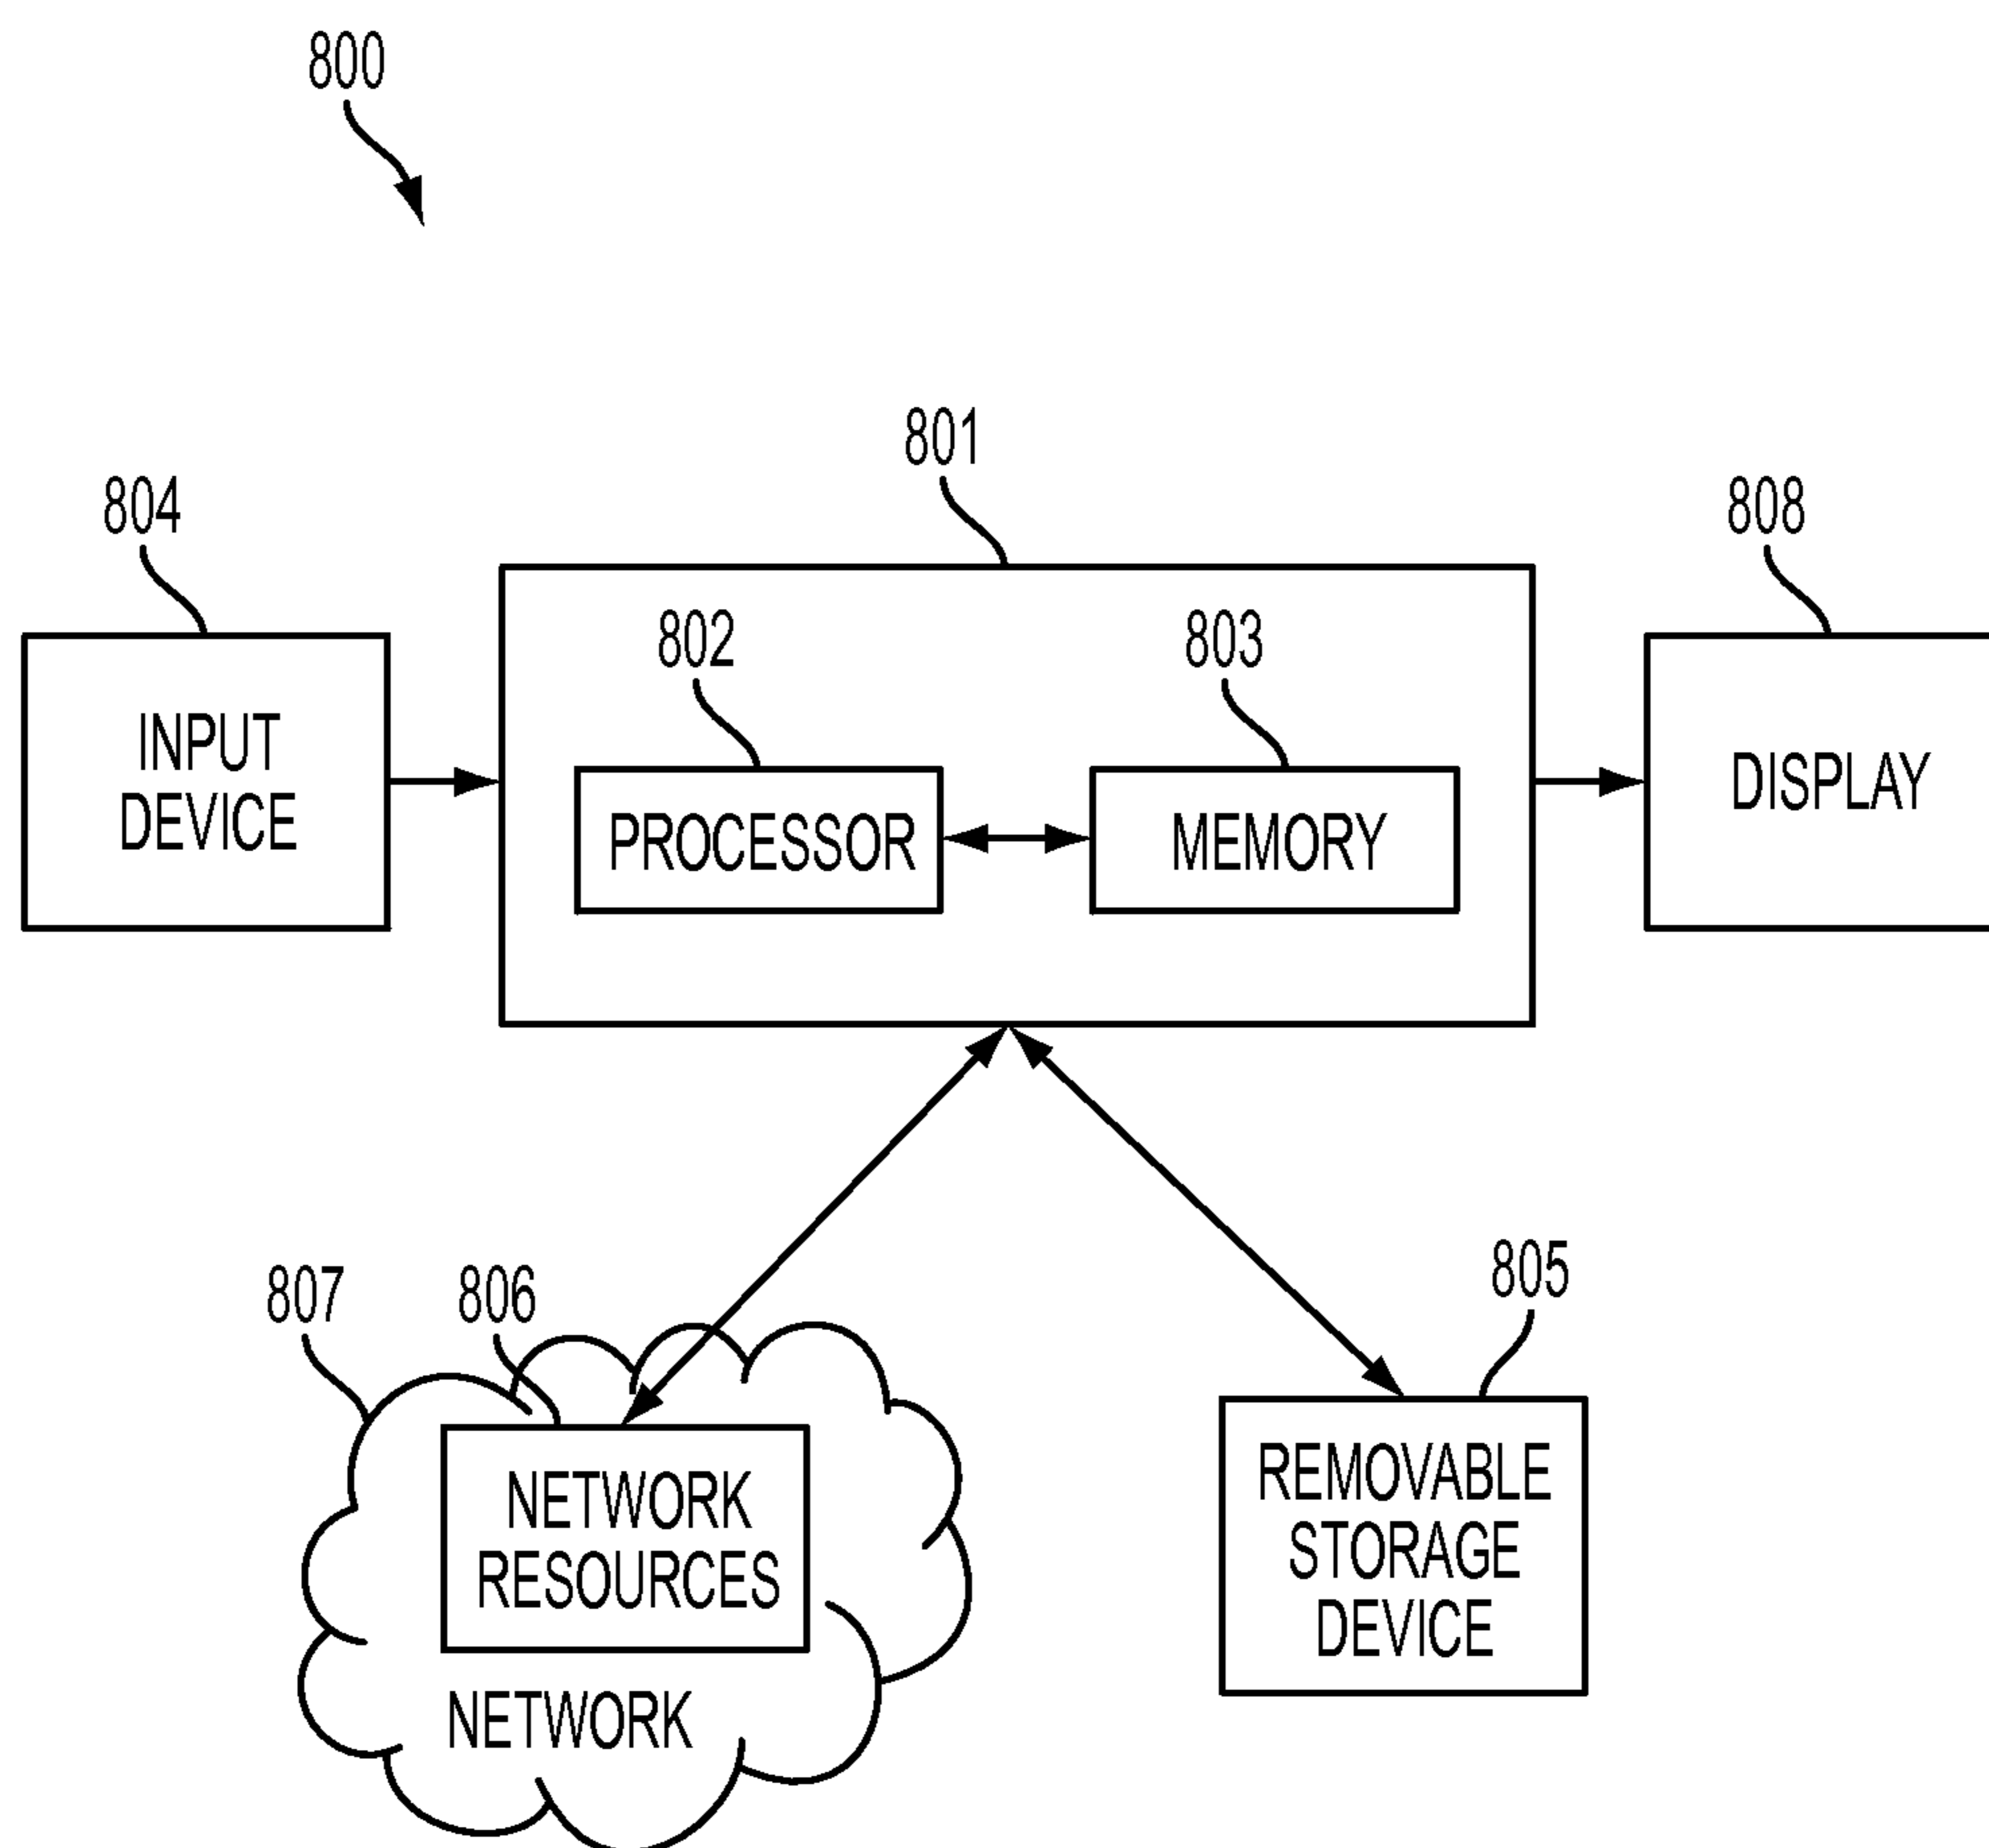 800
801
804
808
802
803
INPUT
DEVICE
PROCESSOR
MEMORY
DISPLAY
807
806
805
NETWORK
RESOURCES
NETWORK
REMOVABLE
STORAGE
DEVICE